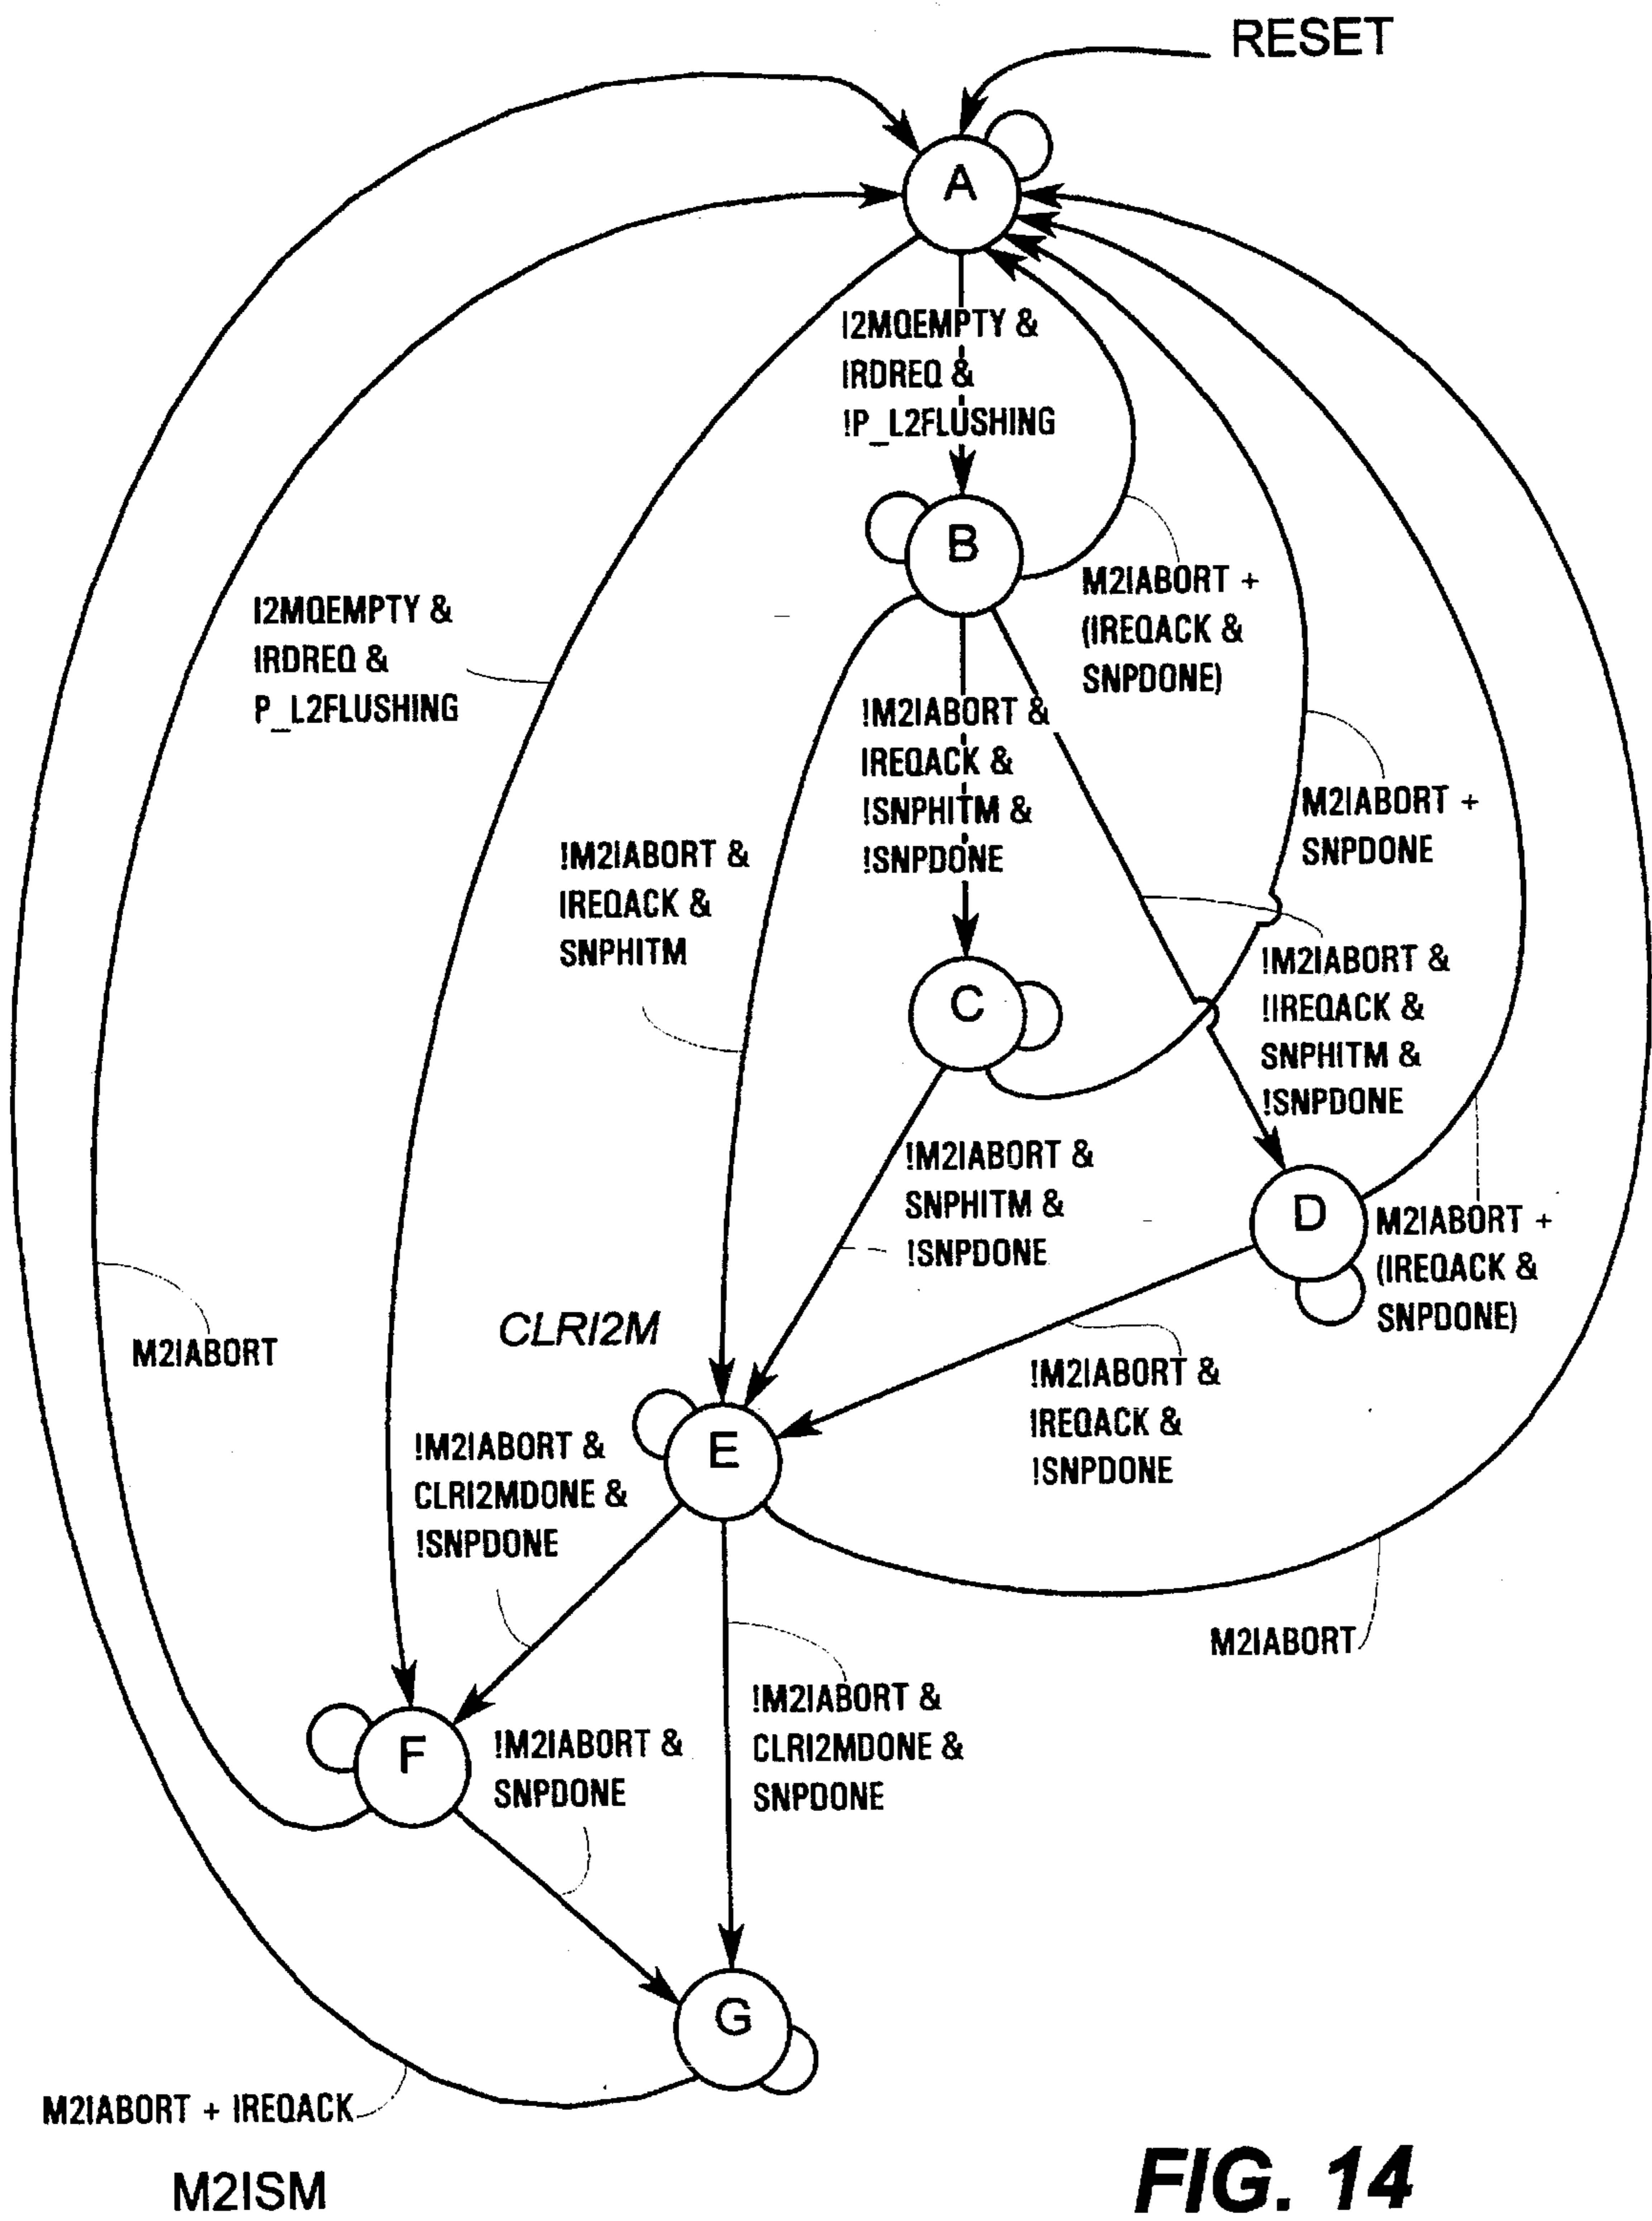 RESET
A
I2MQEMPTY &
IRDREQ &
!P_L2FLUSHING
B
M2IABORT +
(IREQACK &
SNPDONE)
I2MQEMPTY &
IRDREQ &
P_L2FLUSHING
!M2IABORT &
IREQACK &
!SNPHITM &
!SNPDONE
M2IABORT +
SNPDONE
!M2IABORT &
IREQACK &
SNPHITM
C
!M2IABORT &
!IREQACK &
SNPHITM &
!SNPDONE
!M2IABORT &
SNPHITM &
!SNPDONE
D
M2IABORT +
(IREQACK &
SNPDONE)
CLRI2M
M2IABORT
!M2IABORT &
IREQACK &
!SNPDONE
E
!M2IABORT &
CLRI2MDONE &
!SNPDONE
M2IABORT
F
!M2IABORT &
SNPDONE
!M2IABORT &
CLRI2MDONE &
SNPDONE
G
M2IABORT + IREQACK
M2ISM
FIG. 14